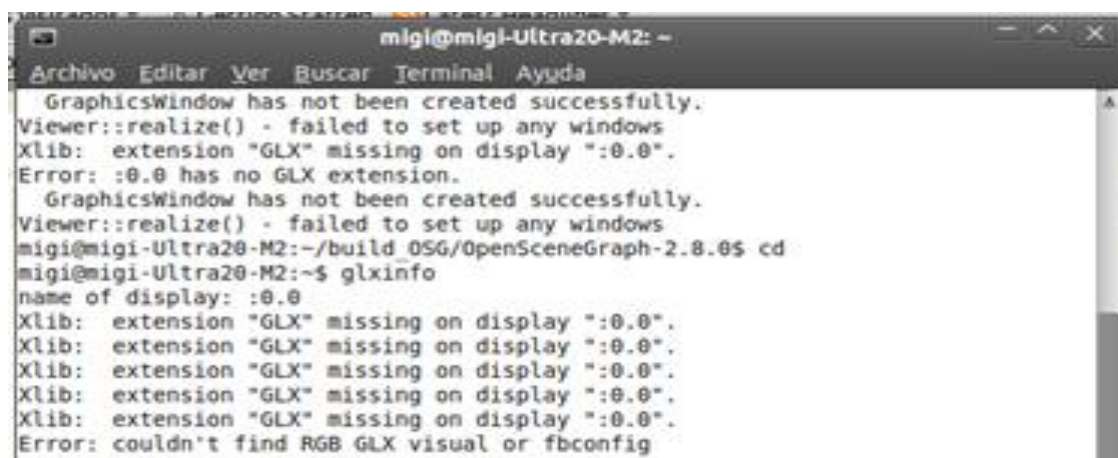 Getting Started Latest Headlines
migi@migi-Ultra20-M2: ~
Archivo Editar Ver Buscar Terminal Ayuda
GraphicsWindow has not been created successfully.
Viewer::realize() - failed to set up any windows
Xlib: extension "GLX" missing on display ":0.0".
Error: :0.0 has no GLX extension.
GraphicsWindow has not been created successfully.
Viewer::realize() - failed to set up any windows
migi@migi-Ultra20-M2:~/build_OSG/OpenSceneGraph-2.8.0$ cd
migi@migi-Ultra20-M2:~$ glxinfo
name of display: :0.0
Xlib: extension "GLX" missing on display ":0.0".
Xlib: extension "GLX" missing on display ":0.0".
Xlib: extension "GLX" missing on display ":0.0".
Xlib: extension "GLX" missing on display ":0.0".
Xlib: extension "GLX" missing on display ":0.0".
Error: couldn't find RGB GLX visual or fbconfig